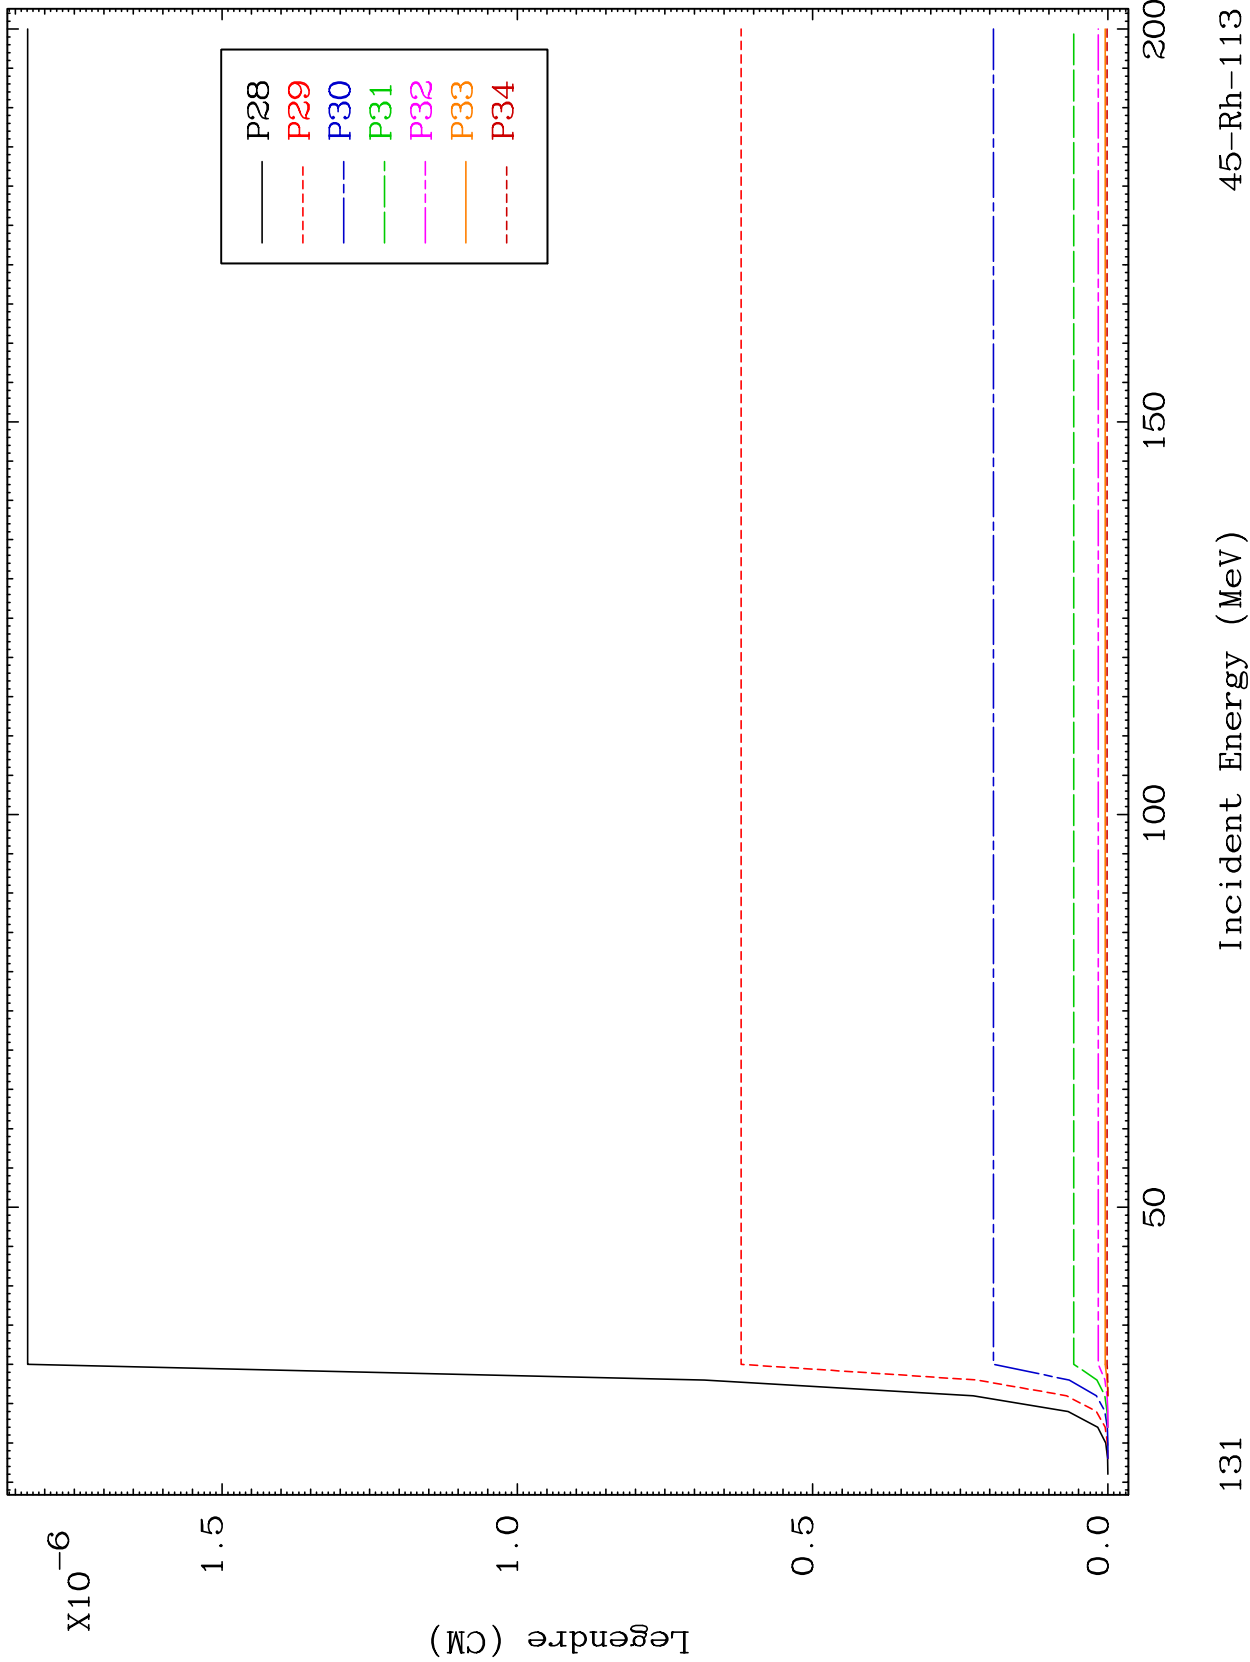 X10-6
1.5
1.0
0.5
0.0
Legendre (CM)
P28
P29
P30
P31
P32
P33
P34
50
100
150
200
Incident Energy (MeV)
131
45-Rh-113